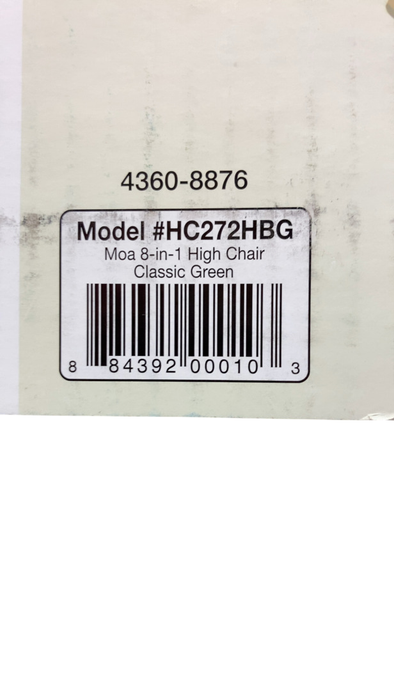 4360-8876
Model #HC272HBG
Moa 8-in-1 High Chair
Classic Green
8 84392 00010 3